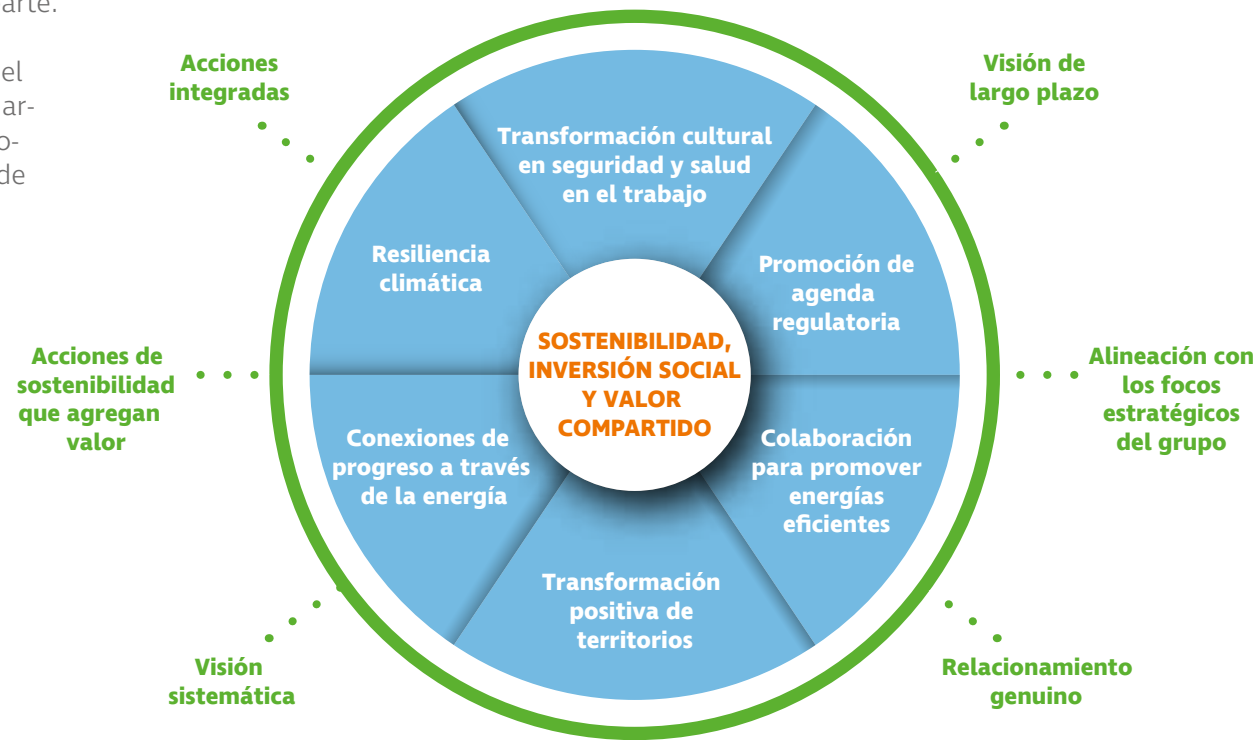 arte.
el
ar-
o-
de
Acciones
integradas
Visión de
largo plazo
Transformación cultural
en seguridad y salud
en el trabajo
Resiliencia
climática
Promoción de
agenda
regulatoria
SOSTENIBILIDAD,
INVERSIÓN SOCIAL
Y VALOR
COMPARTIDO
Acciones de
sostenibilidad
que agregan
valor
Alineación con
los focos
estratégicos
del grupo
Conexiones de
progreso a través
de la energía
Colaboración
para promover
energías
eficientes
Transformación
positiva de
territorios
Visión
sistemática
Relacionamiento
genuino